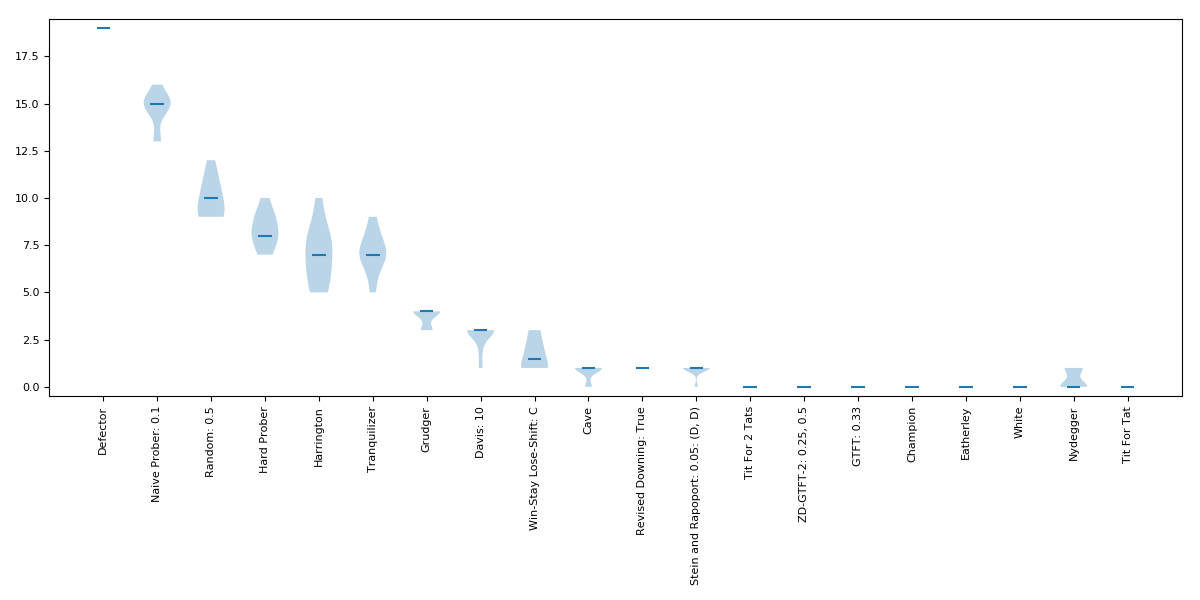 17.5
15.0
12.5
10.0
7.5
5.0
2.5
0.0
Defector
Naive Prober: 0.1
Random: 0.5
Hard Prober
Harrington
Tranquilizer
Grudger
Davis: 10
Win-Stay Lose-Shift: C
Cave
Revised Downing: True
Stein and Rapoport: 0.05: (D, D)
Tit For 2 Tats
ZD-GTFT-2: 0.25, 0.5
GTFT: 0.33
Champion
Eatherley
White
Nydegger
Tit For Tat